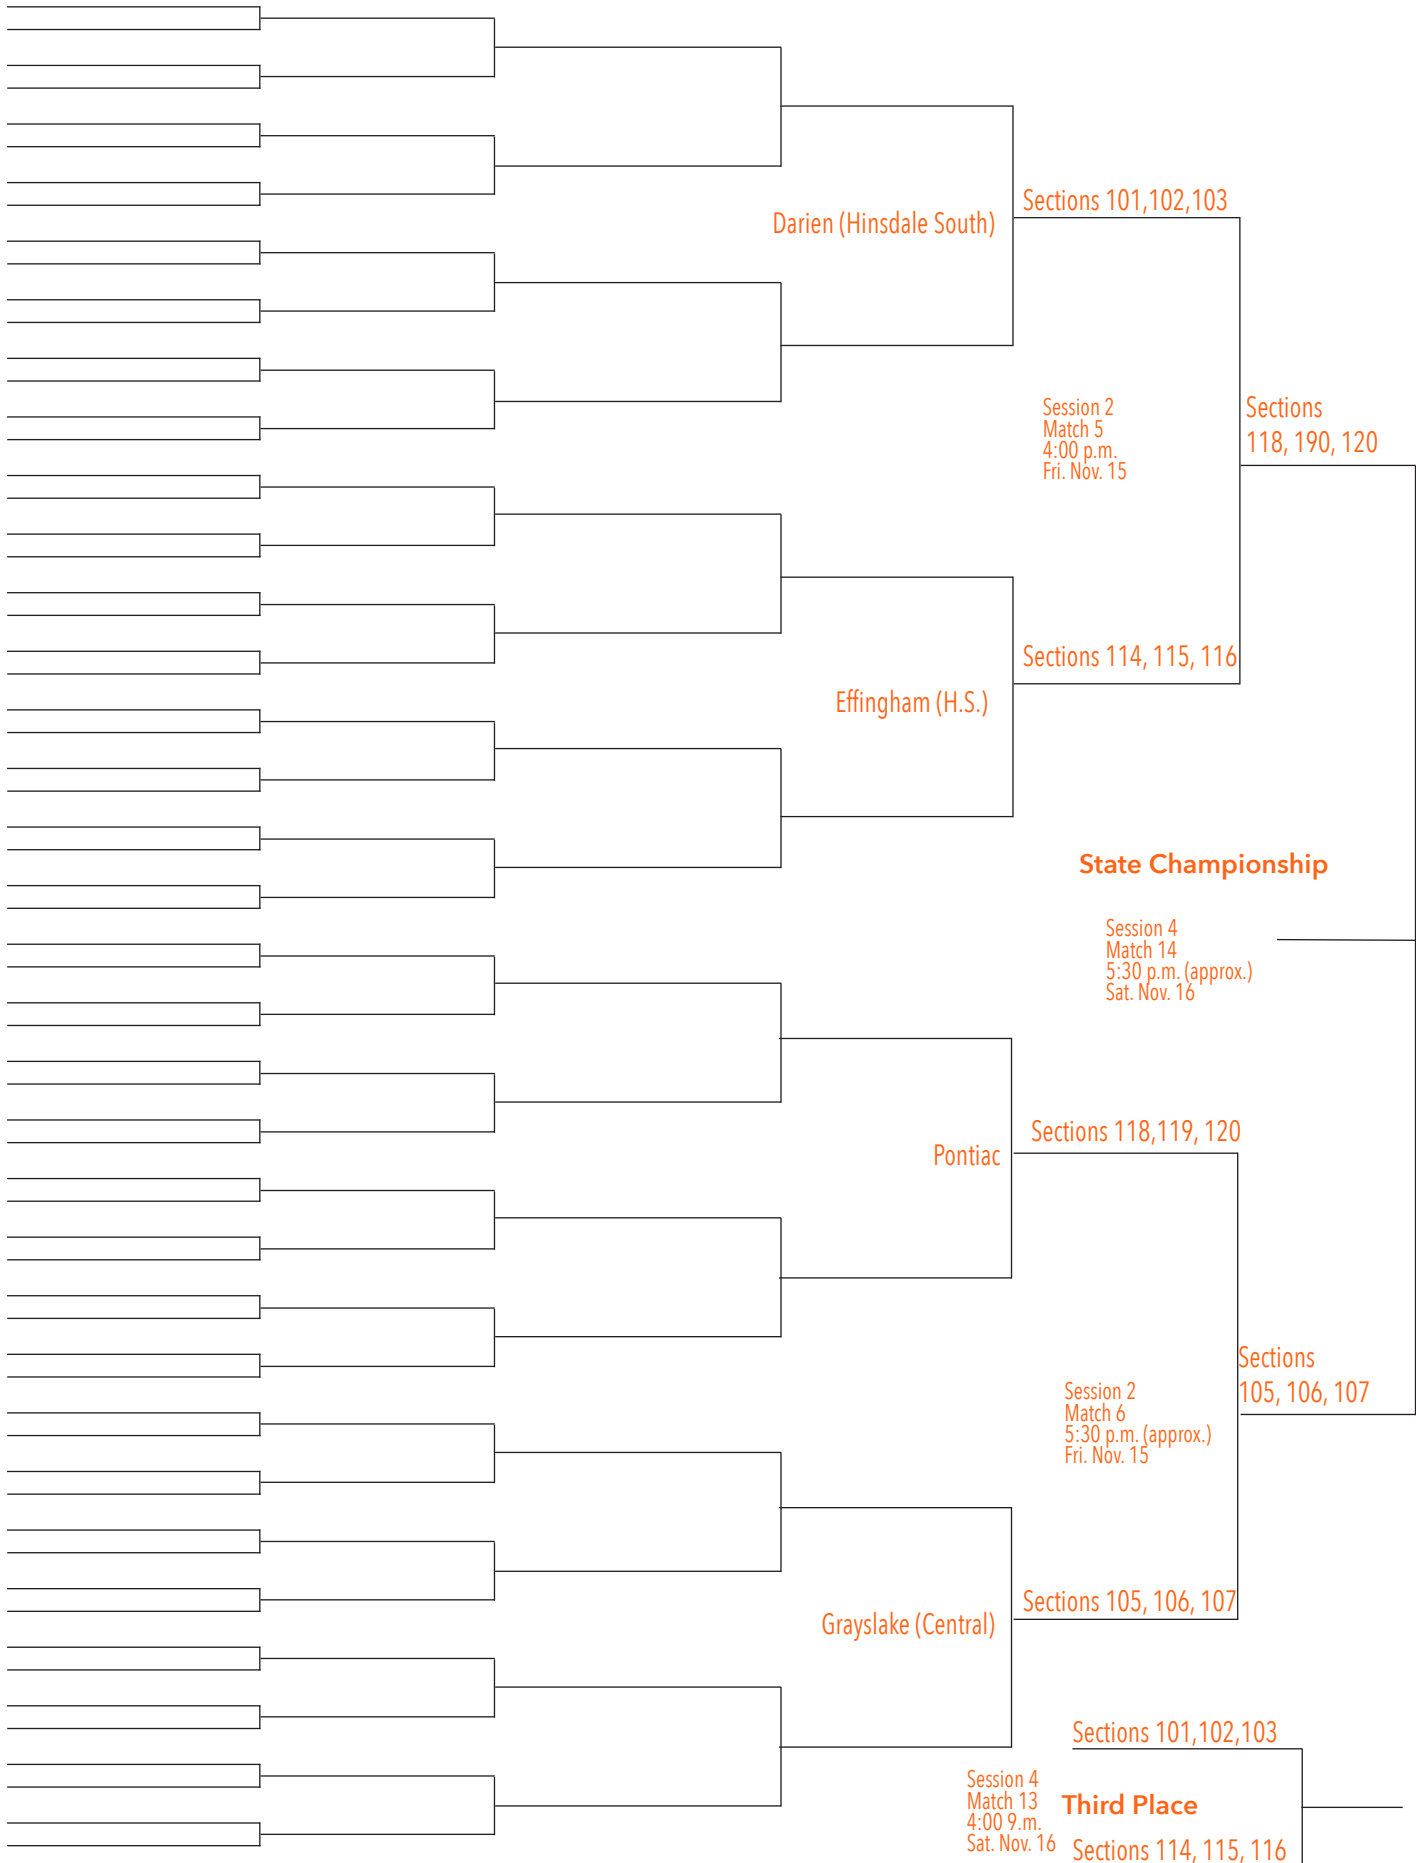 Sections 101,102,103
Darien (Hinsdale South)
Session 2
Match 5
4:00 p.m.
Fri. Nov. 15
Sections
118, 190, 120
Sections 114, 115, 116
Effingham (H.S.)
State Championship
Session 4
Match 14
5:30 p.m. (approx.)
Sat. Nov. 16
Sections 118,119, 120
Pontiac
Sections
105, 106, 107
Session 2
Match 6
5:30 p.m. (approx.)
Fri. Nov. 15
Sections 105, 106, 107
Grayslake (Central)
Sections 101,102,103
Session 4
Match 13
4:00 9.m.
Sat. Nov. 16
Third Place
Sections 114, 115, 116